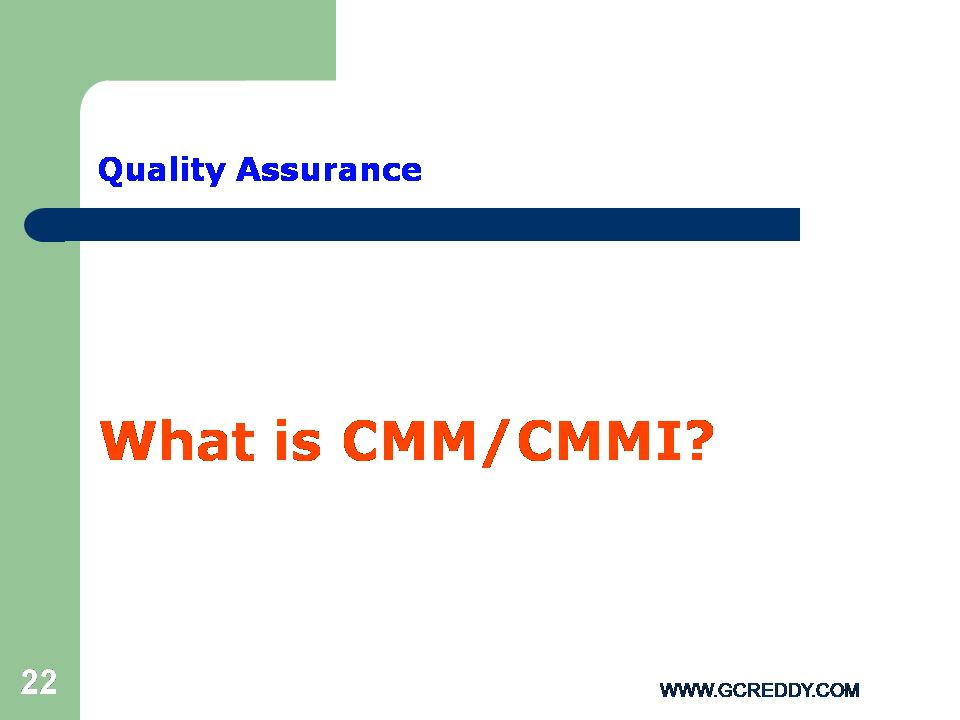 Quality Assurance
What is CMM/CMMI?
22
WWW.GCREDDY.COM